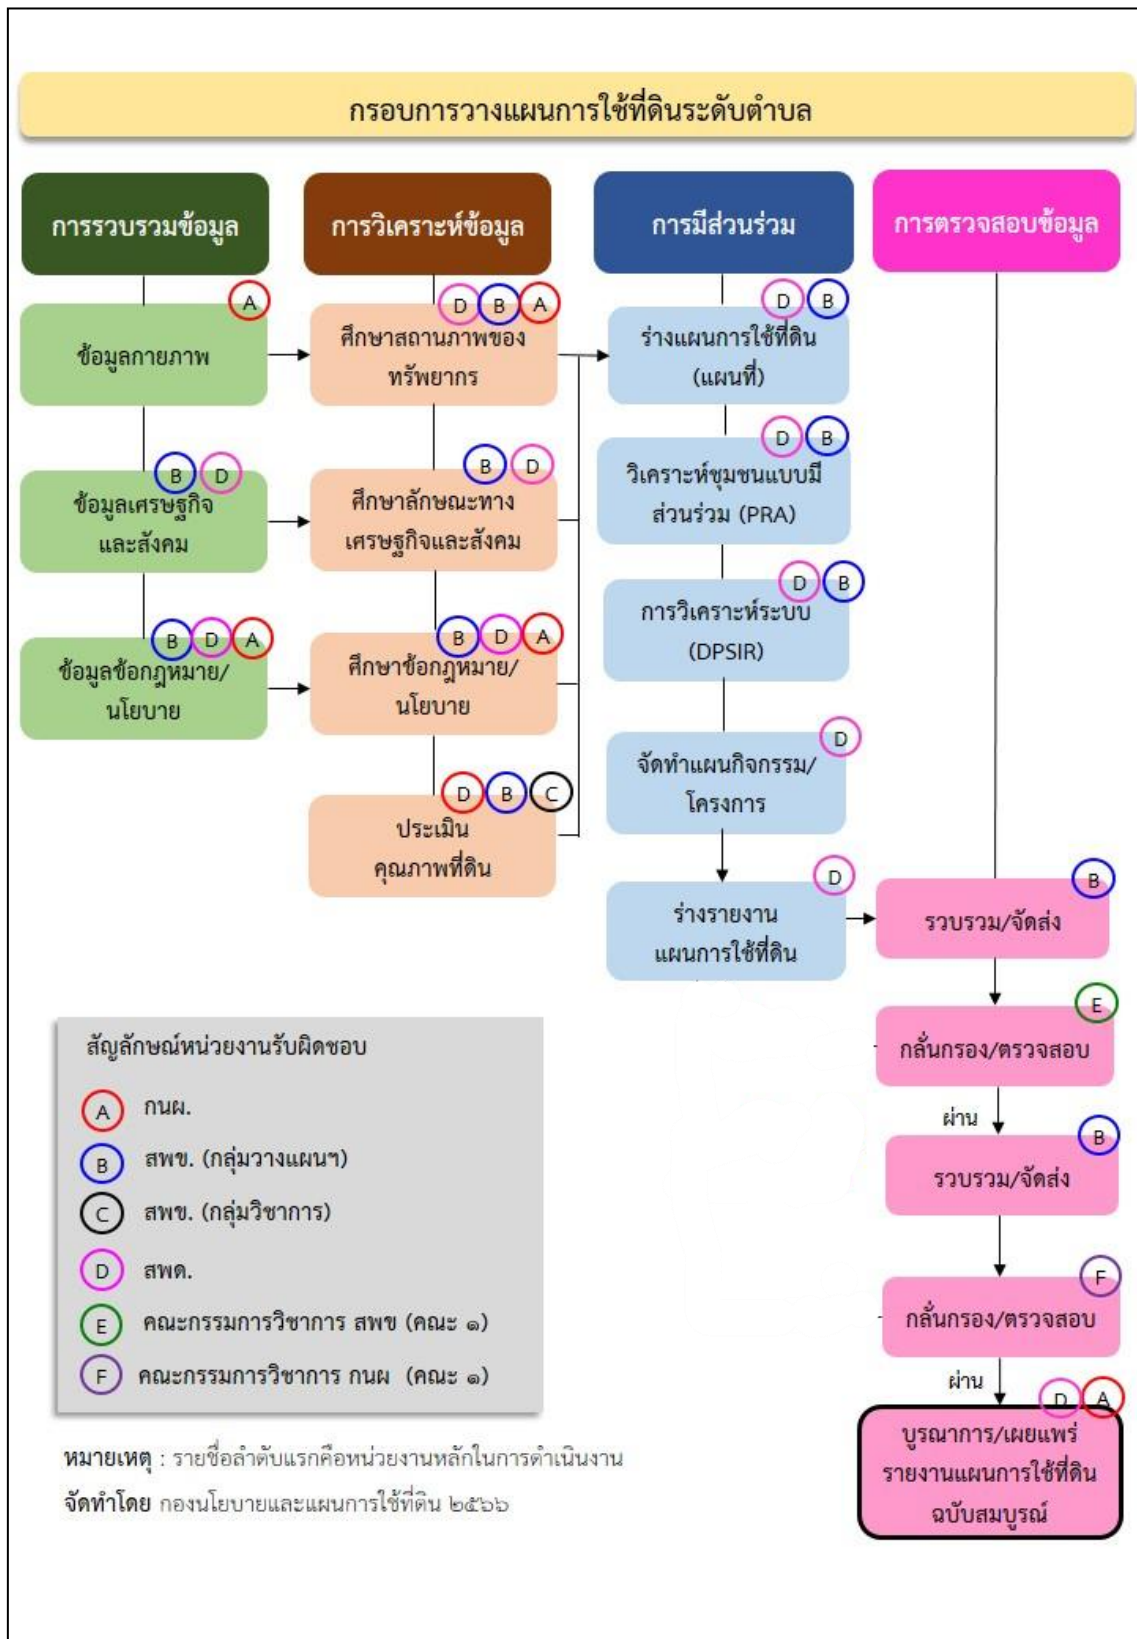 กรอบการวางแผนการใช้ที่ดินระดับตำบล
การรวบรวมข้อมูล
A
ข้อมูลกายภาพ
B D
ข้อมูลเศรษฐกิจ
และสังคม
B D A
ข้อมูลข้อกฎหมาย/
นโยบาย
การวิเคราะห์ข้อมูล
D B A
ศึกษาสถานภาพของ
ทรัพยากร
B D
ศึกษาลักษณะทาง
เศรษฐกิจและสังคม
B D A
ศึกษาข้อกฎหมาย/
นโยบาย
D B C
ประเมิน
คุณภาพที่ดิน
การมีส่วนร่วม
D B
ร่างแผนการใช้ที่ดิน
(แผนที่)
D B
วิเคราะห์ชุมชนแบบมี
ส่วนร่วม (PRA)
D B
การวิเคราะห์ระบบ
(DPSIR)
D
จัดทำแผนกิจกรรม/
โครงการ
D
ร่างรายงาน
แผนการใช้ที่ดิน
การตรวจสอบข้อมูล
B
รวบรวม/จัดส่ง
E
กลั่นกรอง/ตรวจสอบ
ผ่าน
B
รวบรวม/จัดส่ง
F
กลั่นกรอง/ตรวจสอบ
ผ่าน
D A
บูรณาการ/เผยแพร่
รายงานแผนการใช้ที่ดิน
ฉบับสมบูรณ์
สัญลักษณ์หน่วยงานรับผิดชอบ
A กนผ.
B สพข. (กลุ่มวางแผนฯ)
C สพข. (กลุ่มวิชาการ)
D สพด.
E คณะกรรมการวิชาการ สพข (คณะ ๑)
F คณะกรรมการวิชาการ กนผ (คณะ ๑)
หมายเหตุ : รายชื่อลำดับแรกคือหน่วยงานหลักในการดำเนินงาน
จัดทำโดย กองนโยบายและแผนการใช้ที่ดิน ๒๕๖๖